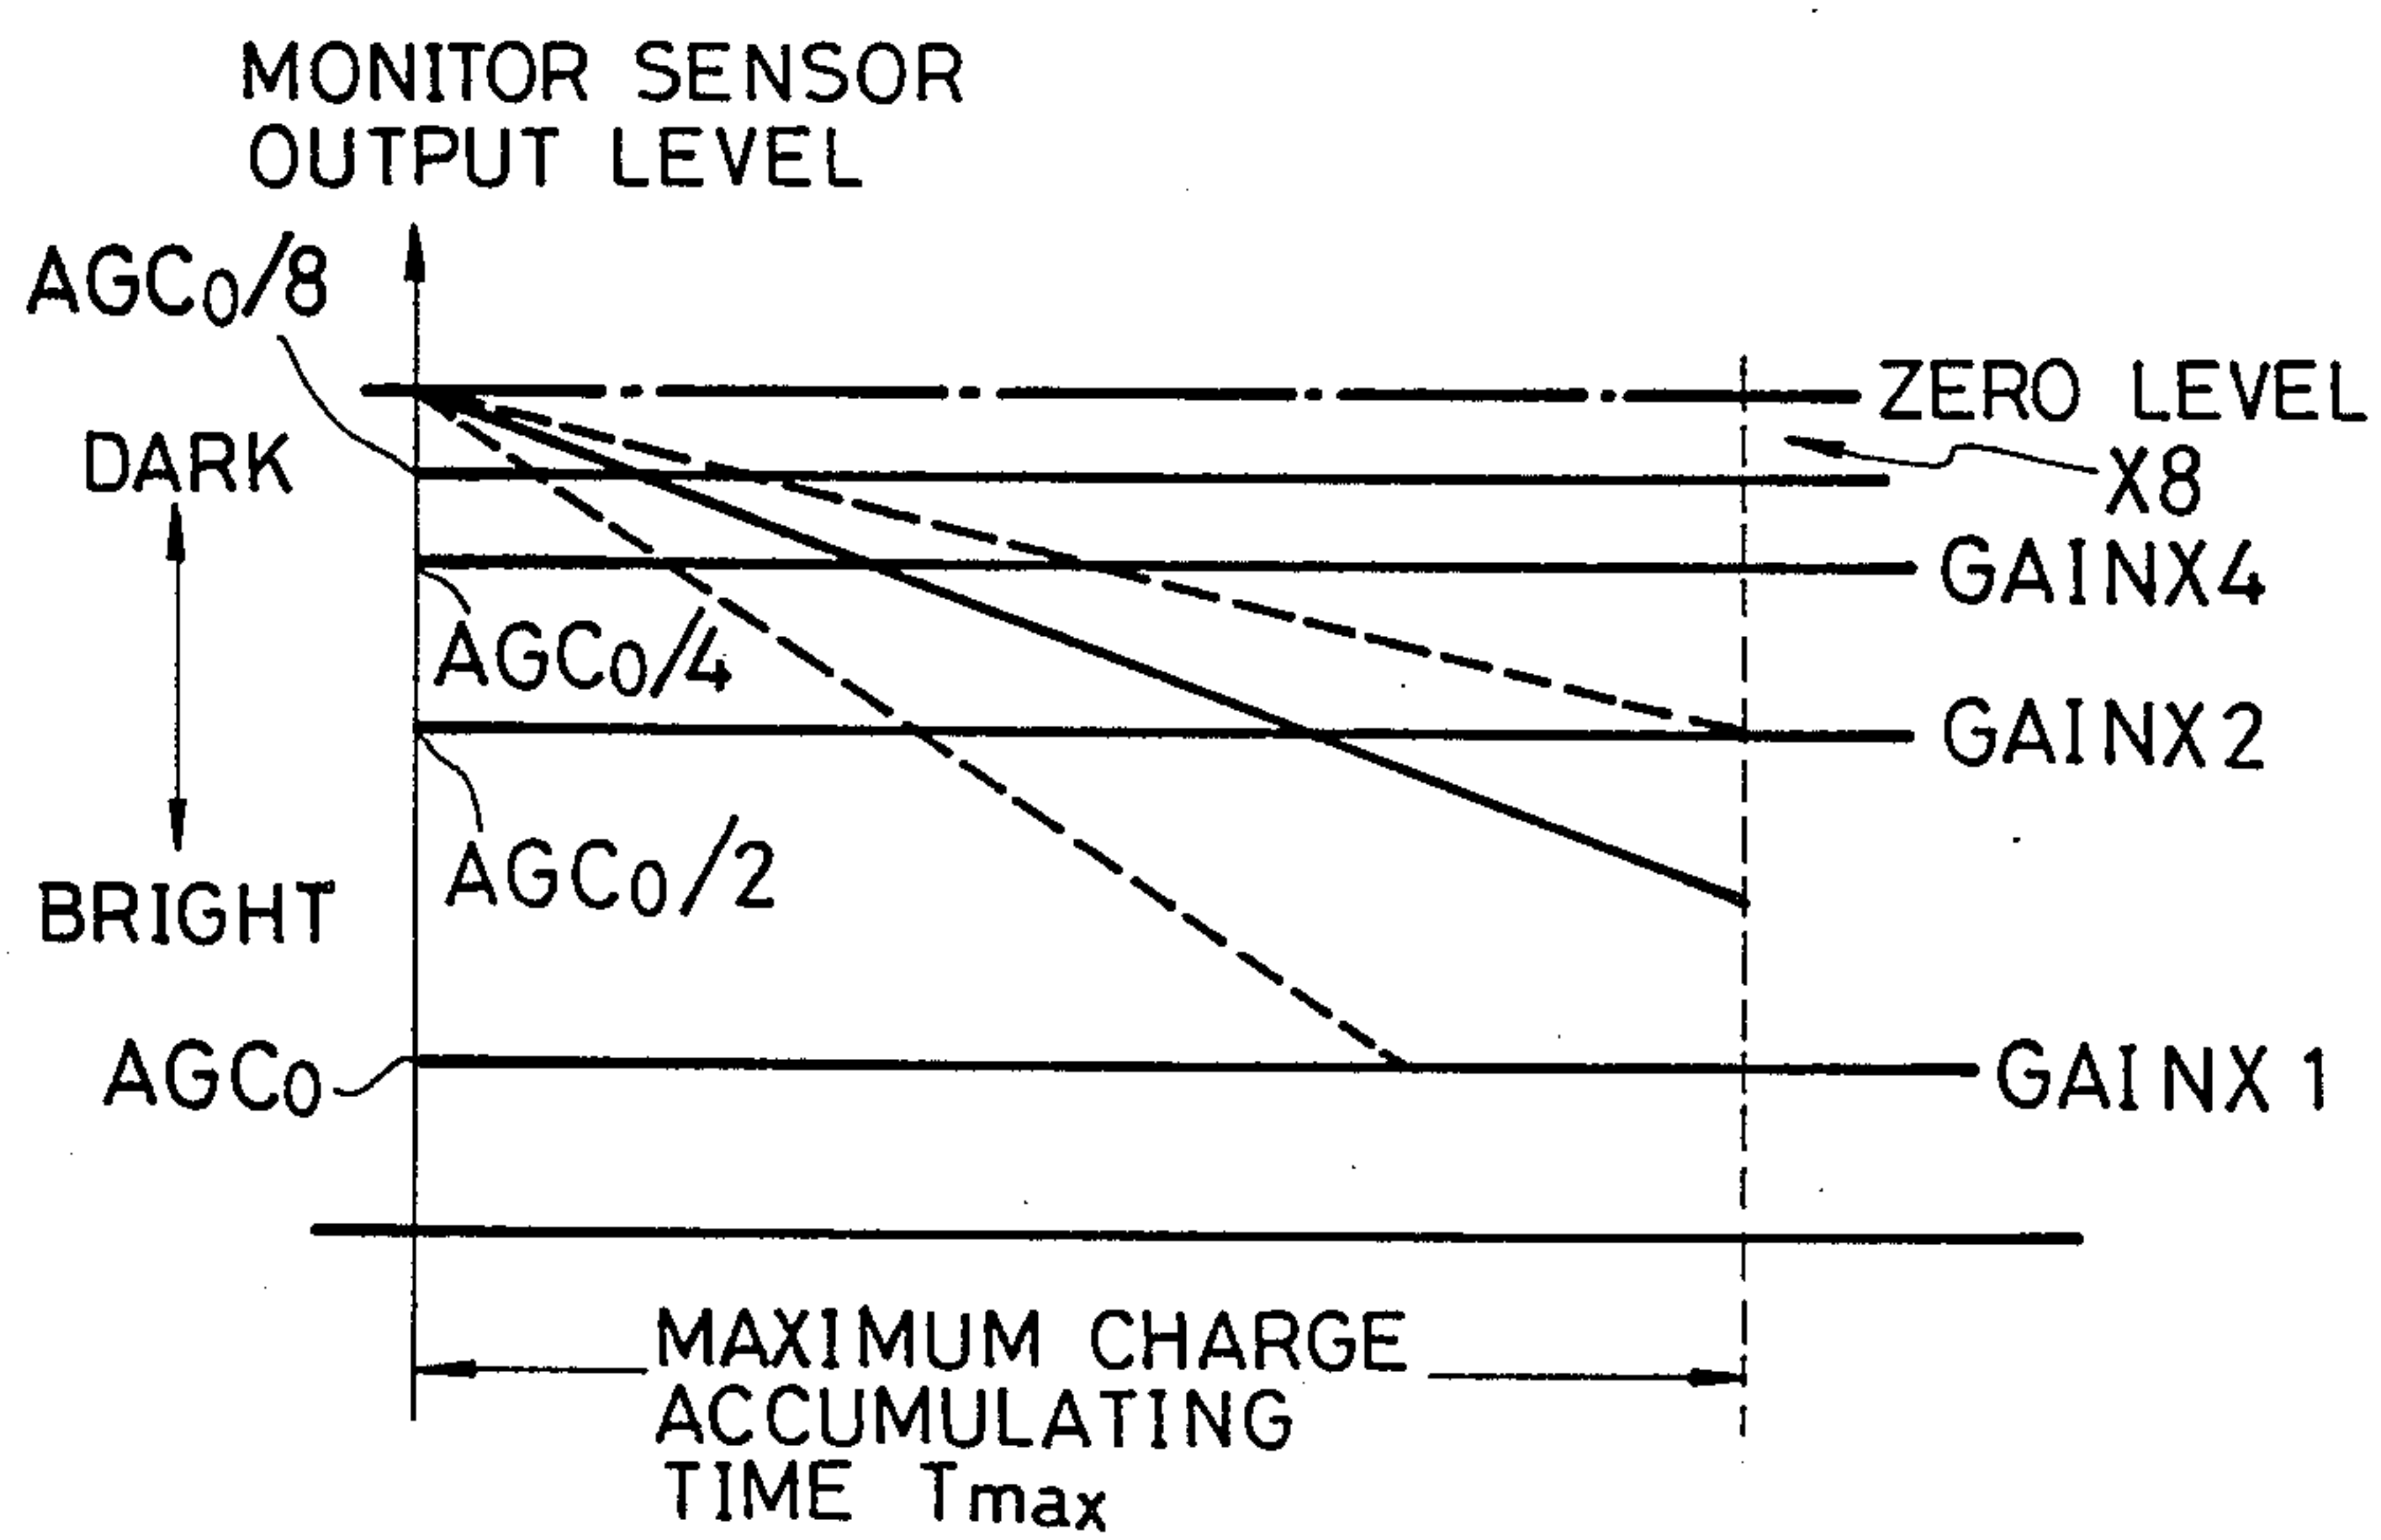 MONITOR SENSOR
OUTPUT LEVEL
AGC0/8
ZERO LEVEL
DARK
X8
GAINX4
AGC0/4
GAINX2
AGC0/2
BRIGHT
AGC0
GAINX1
MAXIMUM CHARGE
ACCUMULATING
TIME Tmax